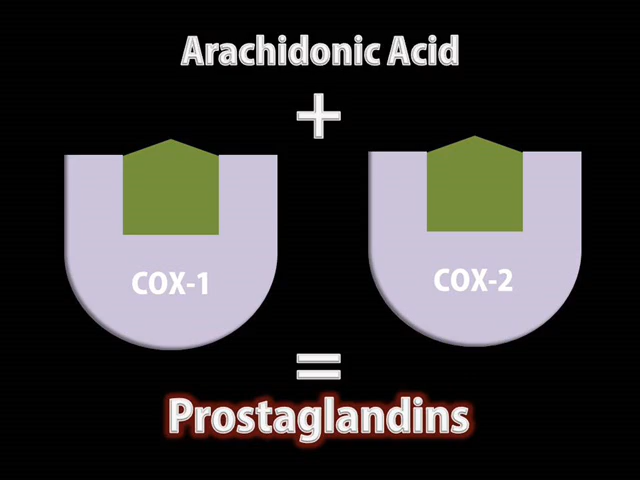 Arachidonic Acid
+
COX-1
COX-2
=
Prostaglandins